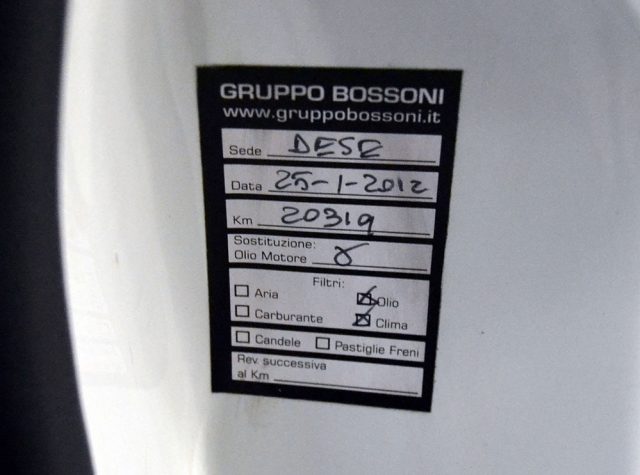 GRUPPO BOSSONI
www.gruppobossoni.it
Sede DESE
Data 25-1-2012
Km 20319
Sostituzione:
Olio Motore
Filtri:
Aria Olio
Carburante Clima
Candele Pastiglie Freni
Rev. successiva
al Km